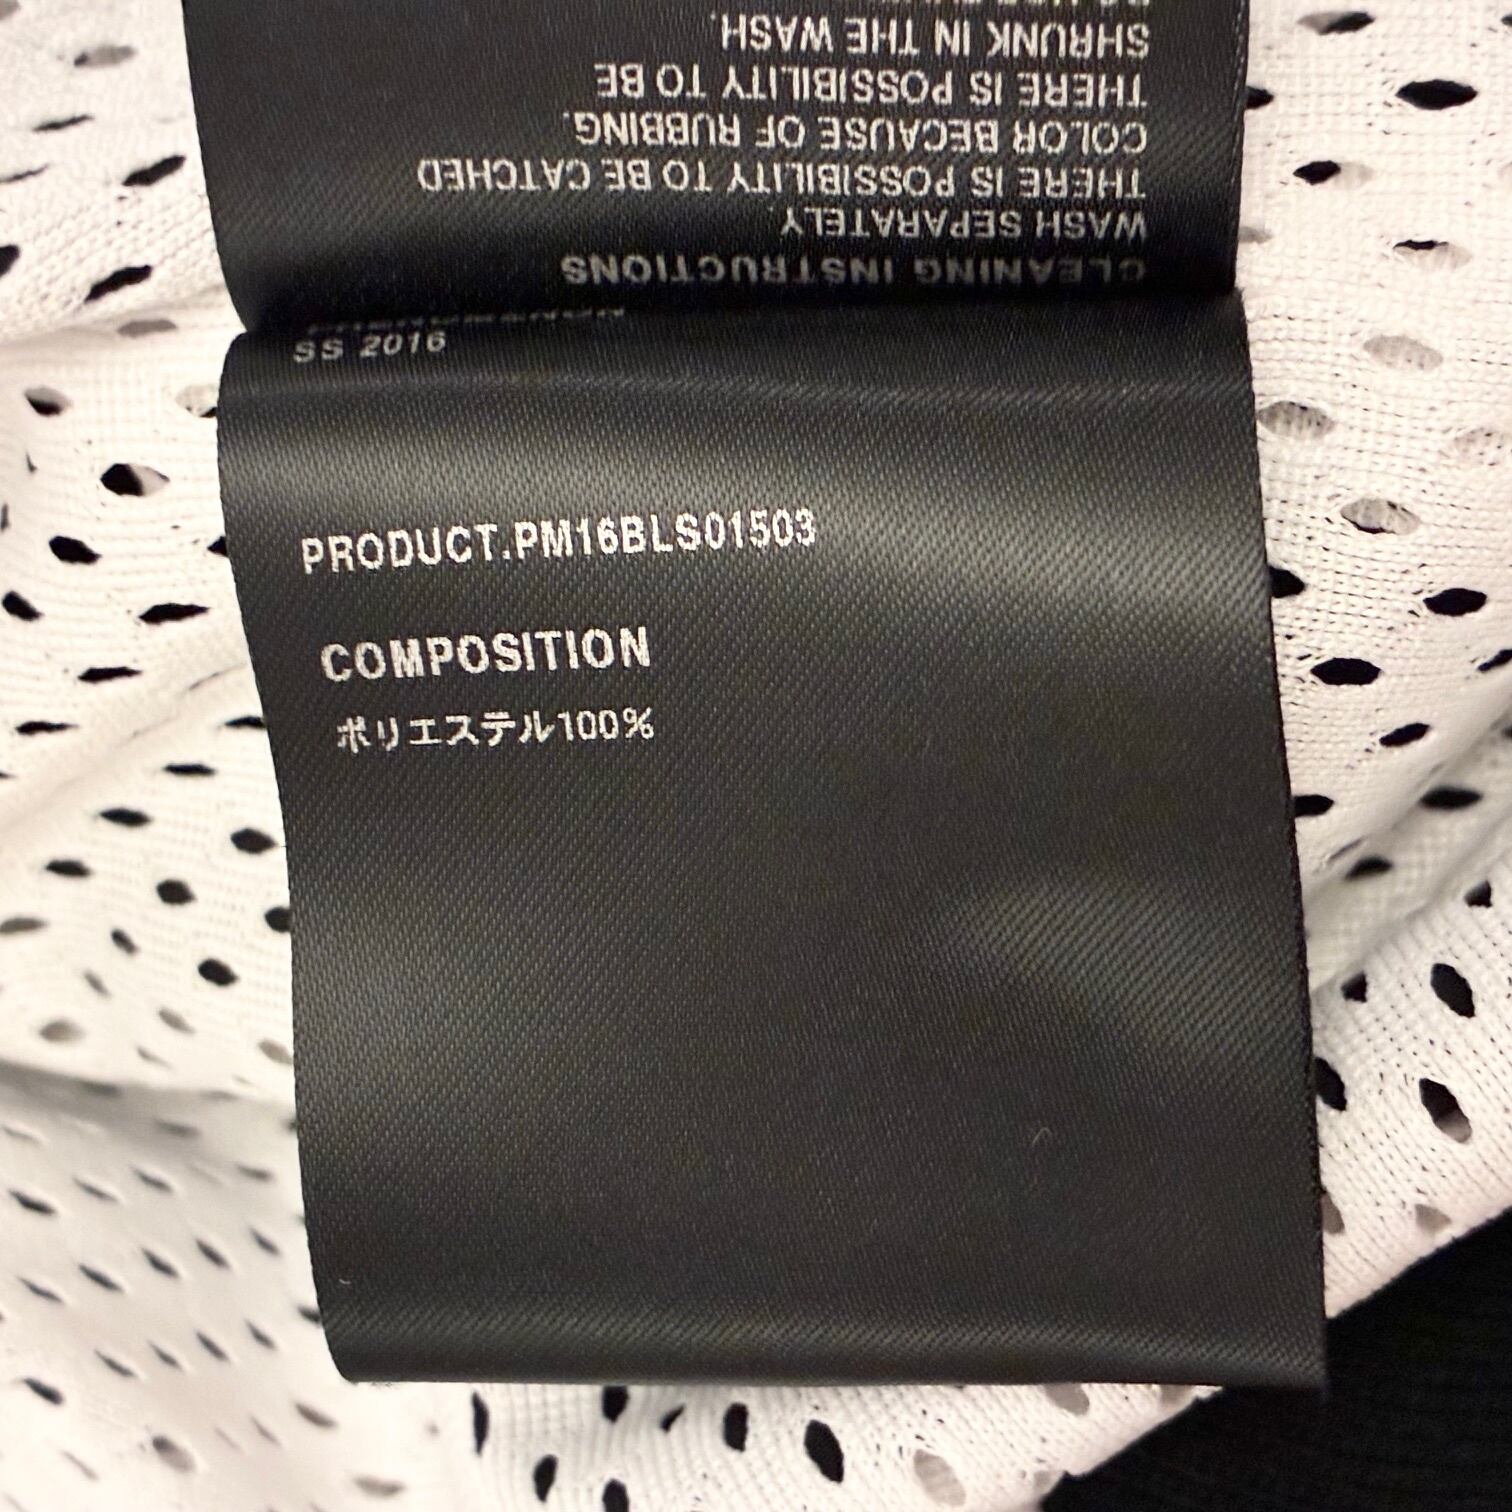 CLEANING INSTRUCTIONS
WASH SEPARATELY.
THERE IS POSSIBILITY TO BE CATCHED
COLOR BECAUSE OF RUBBING.
THERE IS POSSIBILITY TO BE
SHRUNK IN THE WASH.
SS 2016
PRODUCT.PM16BLS01503
COMPOSITION
ポリエステル100%